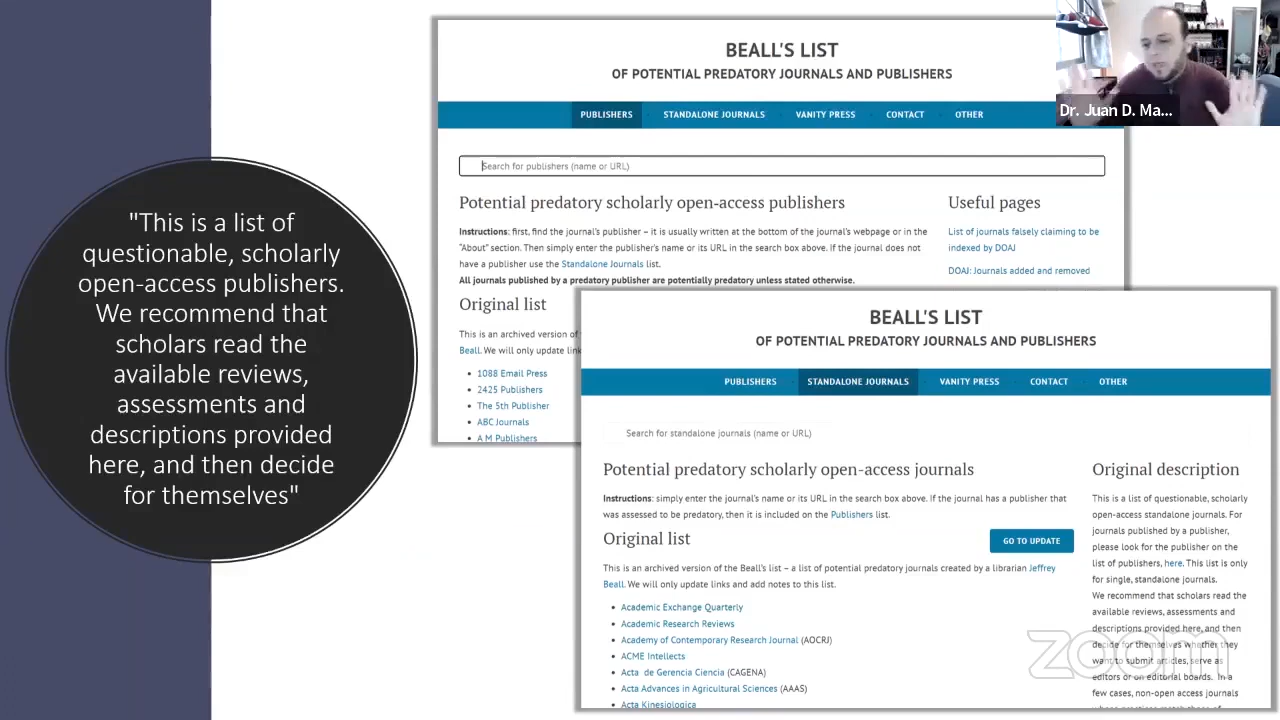 "This is a list of
questionable, scholarly
open-access publishers.
We recommend that
scholars read the
available reviews,
assessments and
descriptions provided
here, and then decide
for themselves"
BEALL'S LIST
OF POTENTIAL PREDATORY JOURNALS AND PUBLISHERS
PUBLISHERS STANDALONE JOURNALS VANITY PRESS CONTACT OTHER
Search for publishers (name or URL)
Potential predatory scholarly open-access publishers
Instructions: first, find the journal's publisher – it is usually written at the bottom of the journal's webpage or in the
"About" section. Then simply enter the publisher's name or its URL in the search box above. If the journal does not
have a publisher use the Standalone Journals list.
All journals published by a predatory publisher are potentially predatory unless stated otherwise.
Original list
This is an archived version of
Beall. We will only update link
• 1088 Email Press
• 2425 Publishers
• The 5th Publisher
• ABC Journals
• A M Publishers
Useful pages
List of journals falsely claiming to be
indexed by DOAJ
DOAJ: Journals added and removed
Dr. Juan D. Ma...
BEALL'S LIST
OF POTENTIAL PREDATORY JOURNALS AND PUBLISHERS
PUBLISHERS STANDALONE JOURNALS VANITY PRESS CONTACT OTHER
Search for standalone journals (name or URL)
Potential predatory scholarly open-access journals
Instructions: simply enter the journal's name or its URL in the search box above. If the journal has a publisher that
was assessed to be predatory, then it is included on the Publishers list.
Original list
GO TO UPDATE
This is an archived version of the Beall's list – a list of potential predatory journals created by a librarian Jeffrey
Beall. We will only update links and add notes to this list.
• Academic Exchange Quarterly
• Academic Research Reviews
• Academy of Contemporary Research Journal (AOCRJ)
• ACME Intellects
• Acta de Gerencia Ciencia (CAGENA)
• Acta Advances in Agricultural Sciences (AAAS)
• Acta Kinesiologica
Original description
This is a list of questionable, scholarly
open-access standalone journals. For
journals published by a publisher,
please look for the publisher on the
list of publishers, here. This list is only
for single, standalone journals.
We recommend that scholars read the
available reviews, assessments and
descriptions provided here, and then
decide for themselves whether they
want to submit articles, serve as
editors or on editorial boards. In a
few cases, non-open access journals
zoom